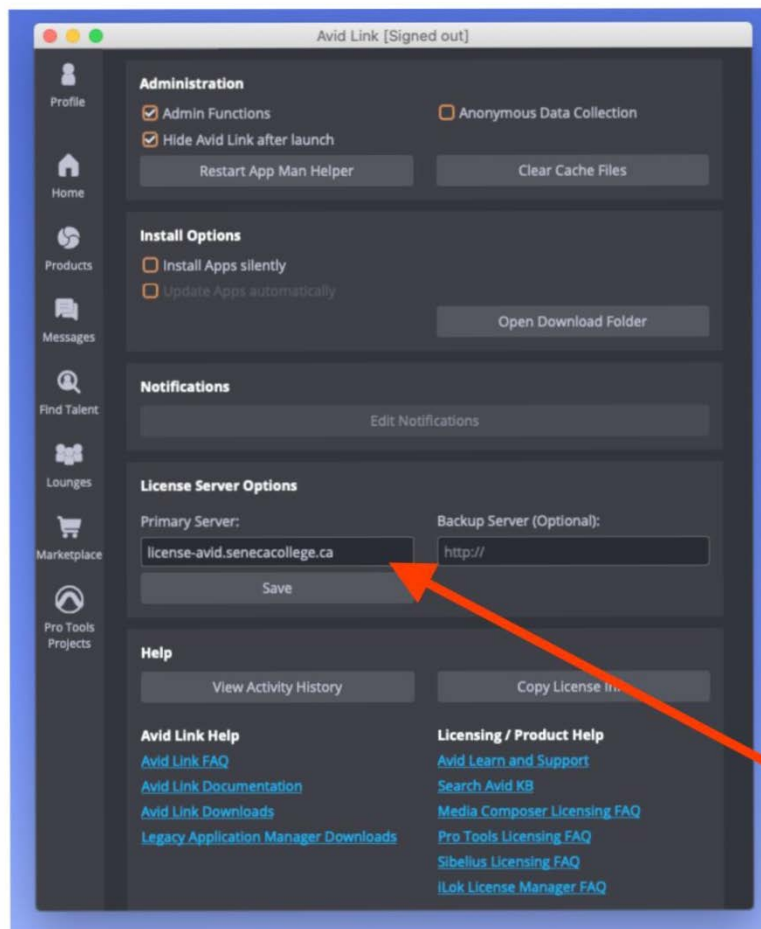 Avid Link [Signed out]
Profile
Home
Products
Messages
Find Talent
Lounges
Marketplace
Pro Tools
Projects
Administration
Admin Functions
Anonymous Data Collection
Hide Avid Link after launch
Restart App Man Helper
Clear Cache Files
Install Options
Install Apps silently
Update Apps automatically
Open Download Folder
Notifications
Edit Notifications
License Server Options
Primary Server:
Backup Server (Optional):
license-avid.senecacollege.ca
http://
Save
Help
View Activity History
Copy License
Avid Link Help
Avid Link FAQ
Avid Link Documentation
Avid Link Downloads
Legacy Application Manager Downloads
Licensing / Product Help
Avid Learn and Support
Search Avid KB
Media Composer Licensing FAQ
Pro Tools Licensing FAQ
Sibelius Licensing FAQ
iLok License Manager FAQ